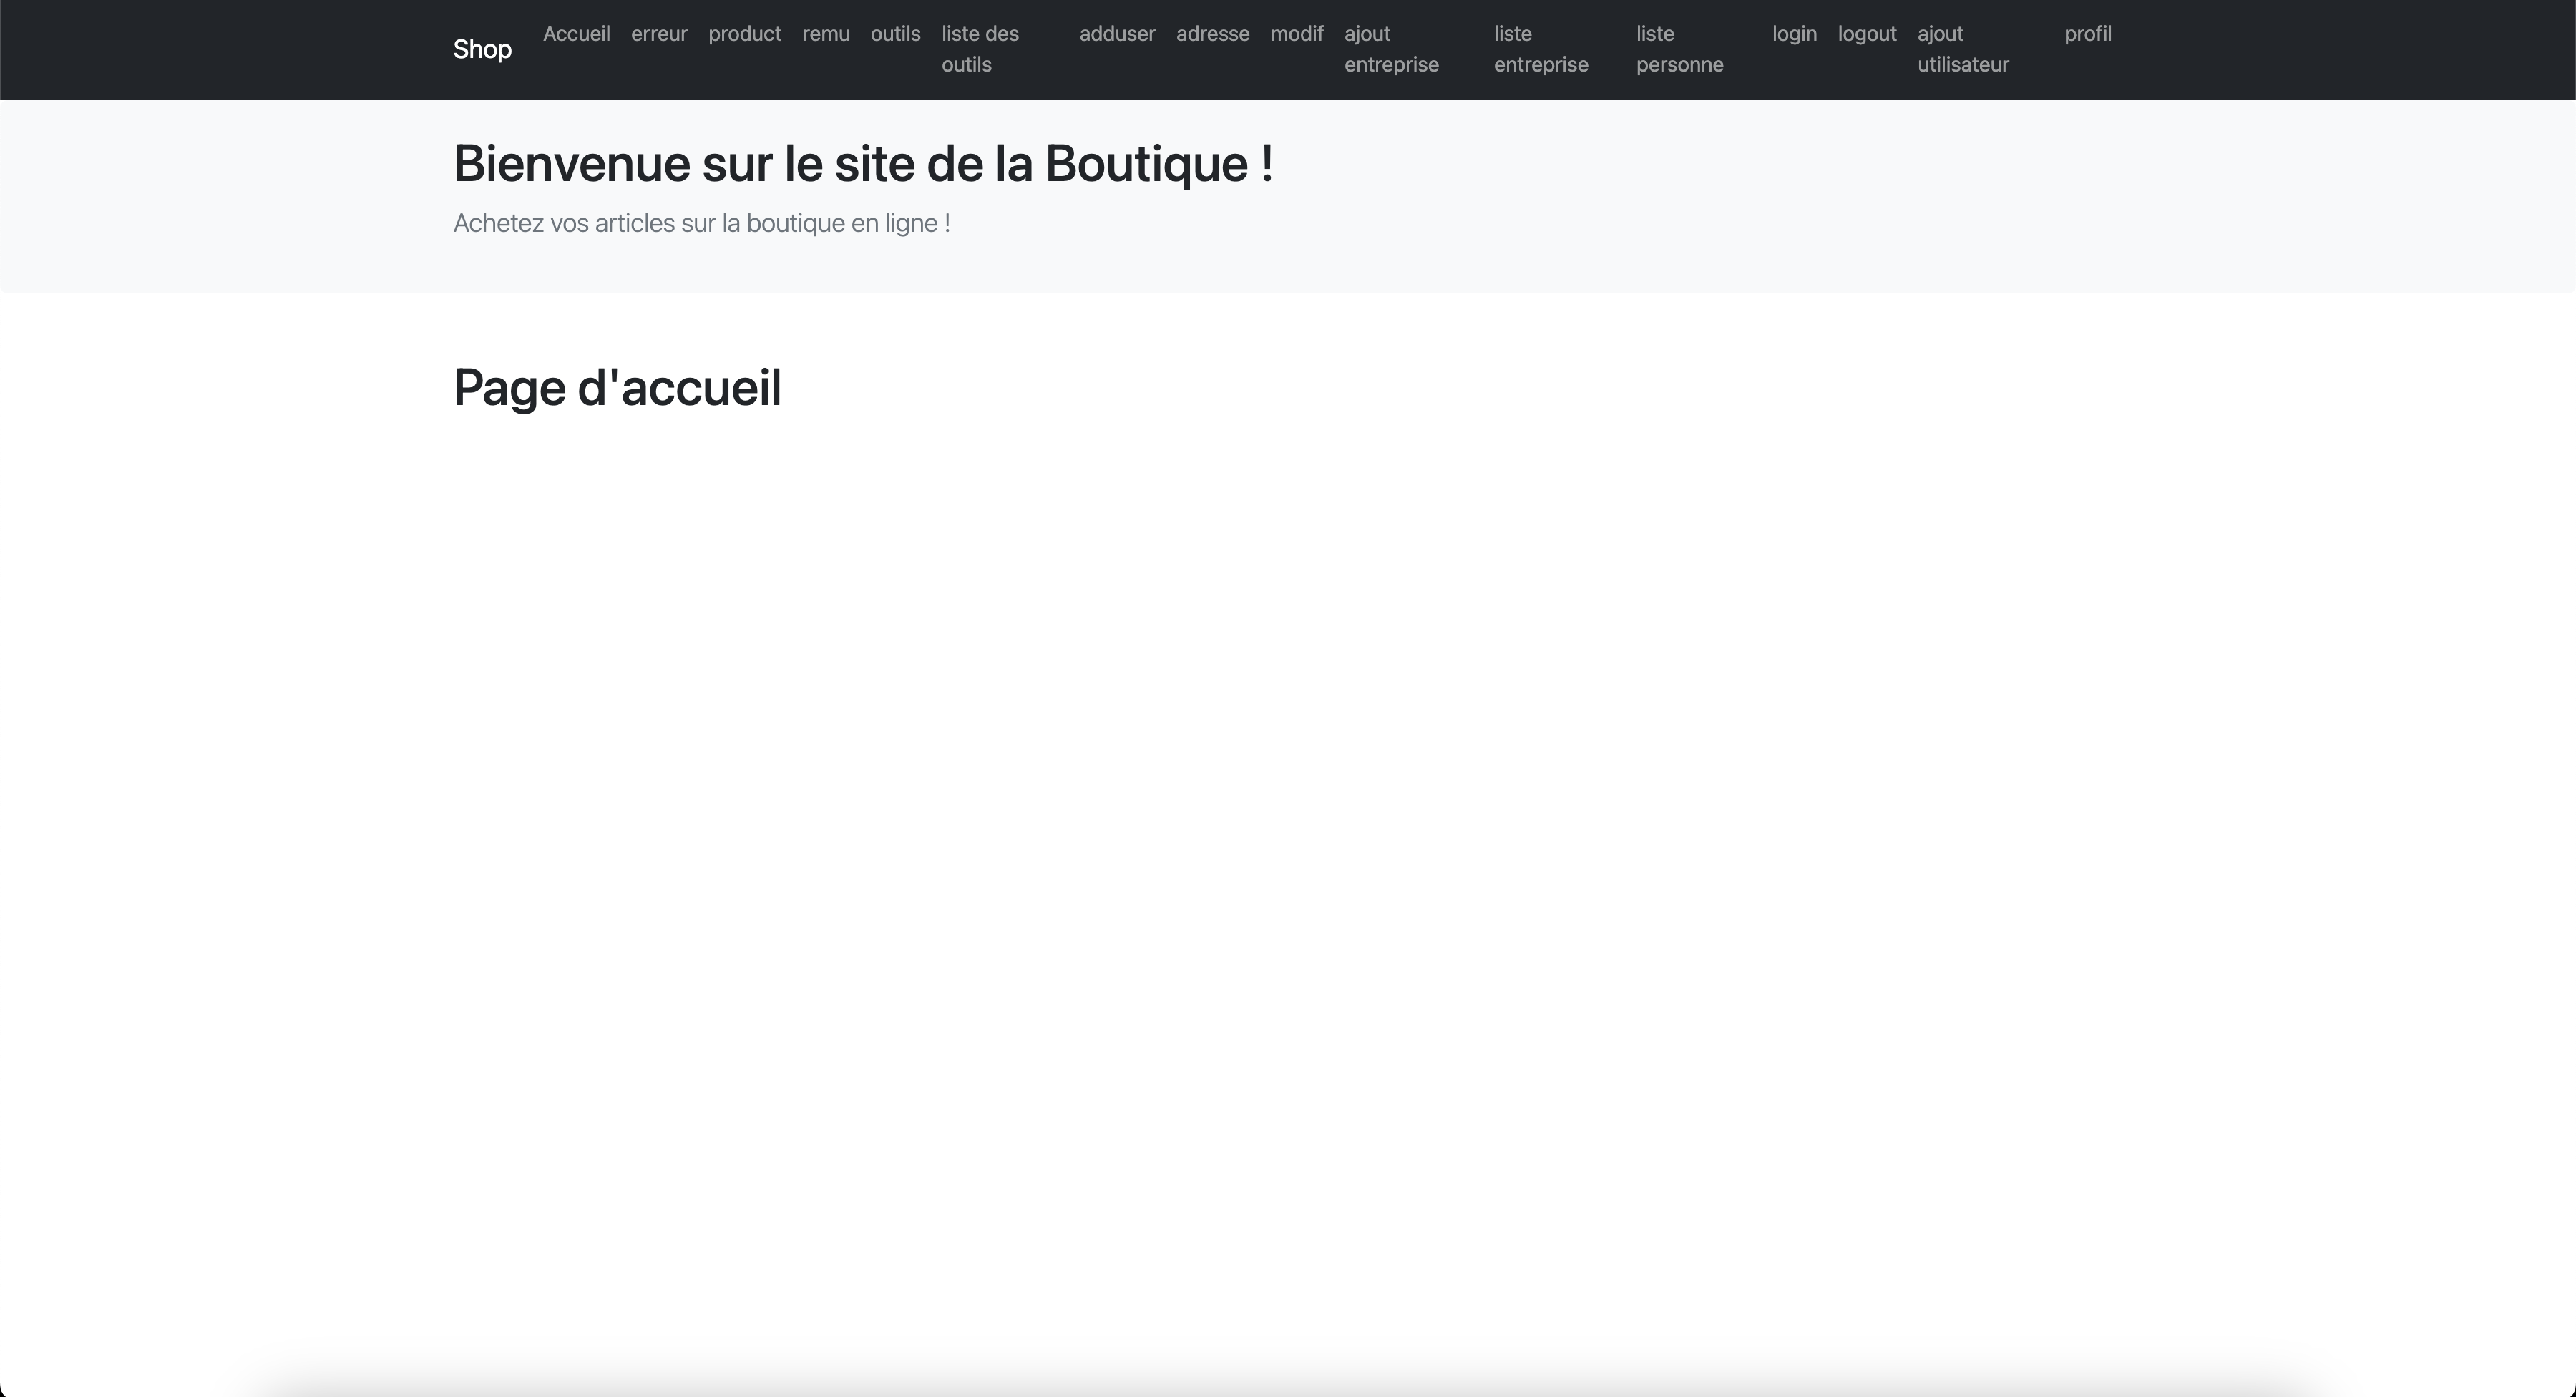 Shop
Accueil erreur product remu outils liste des outils adduser adresse modif ajout entreprise liste entreprise liste personne login logout ajout utilisateur profil
Bienvenue sur le site de la Boutique !
Achetez vos articles sur la boutique en ligne !
Page d'accueil